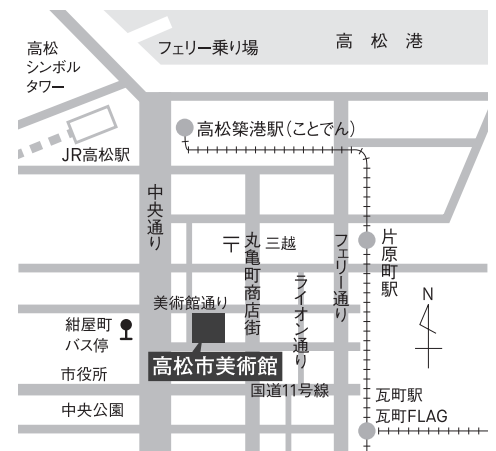 高松
シンボル
タワー
フェリー乗り場
高松港
高松築港駅（ことでん）
JR高松駅
中央通り
〒
丸亀町商店街
三越
フェリー通り
片原町駅
ライオン通り
美術館通り
N
紺屋町
バス停
高松市美術館
市役所
国道11号線
中央公園
瓦町駅
瓦町FLAG